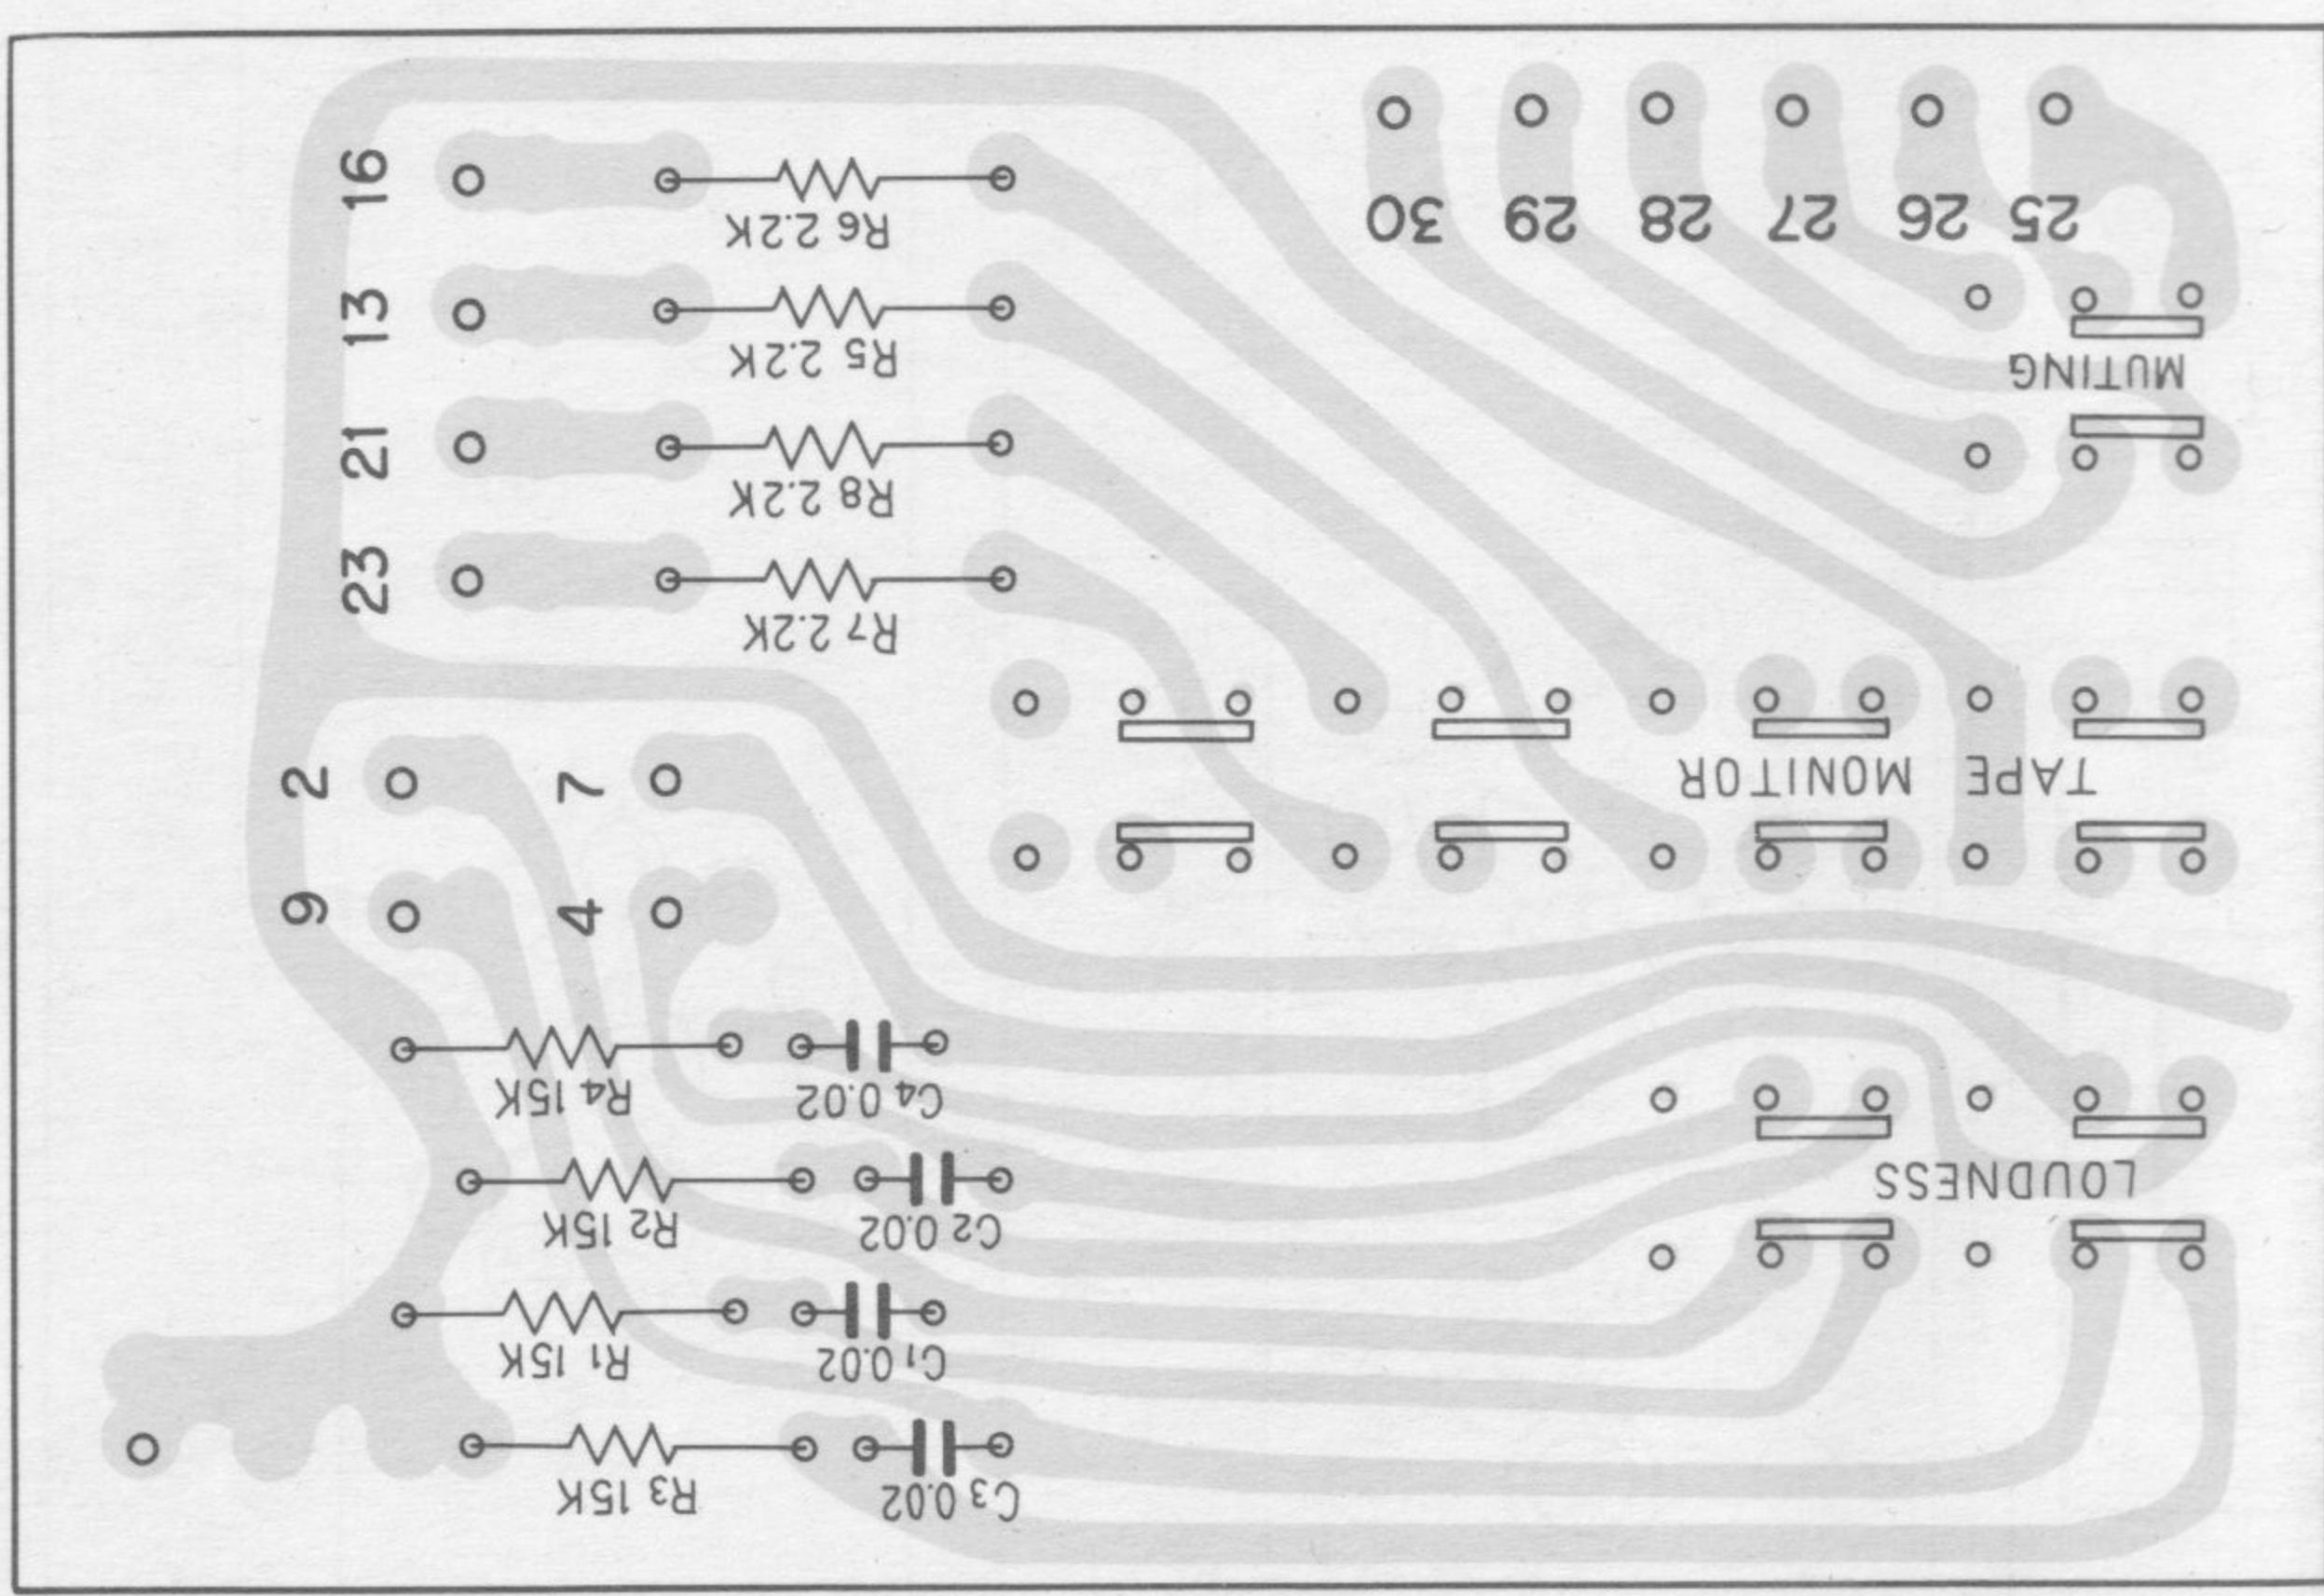 16
R6 2.2K
30 29 28 27 26 25
13
R5 2.2K
MUTING
21
R8 2.2K
23
R7 2.2K
2
7
TAPE MONITOR
9
4
R4 15K
C4 0.02
LOUDNESS
R2 15K
C2 0.02
R1 15K
C1 0.02
R3 15K
C3 0.02